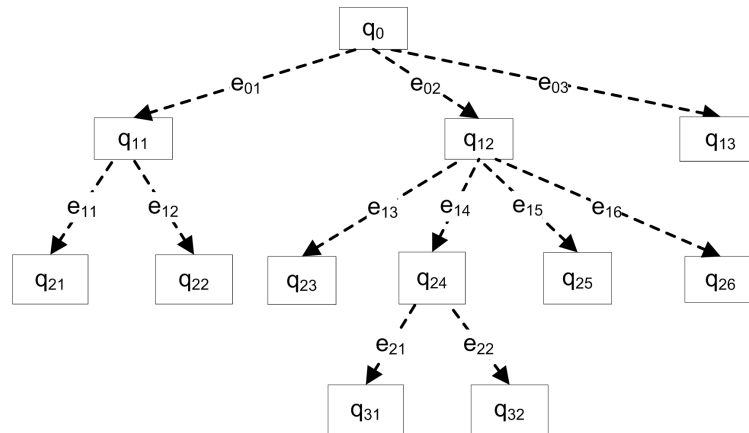 q₀
e₀₁ e₀₂ e₀₃
q₁₁ q₁₂ q₁₃
e₁₁ e₁₂ e₁₃ e₁₄ e₁₅ e₁₆
q₂₁ q₂₂ q₂₃ q₂₄ q₂₅ q₂₆
e₂₁ e₂₂
q₃₁ q₃₂